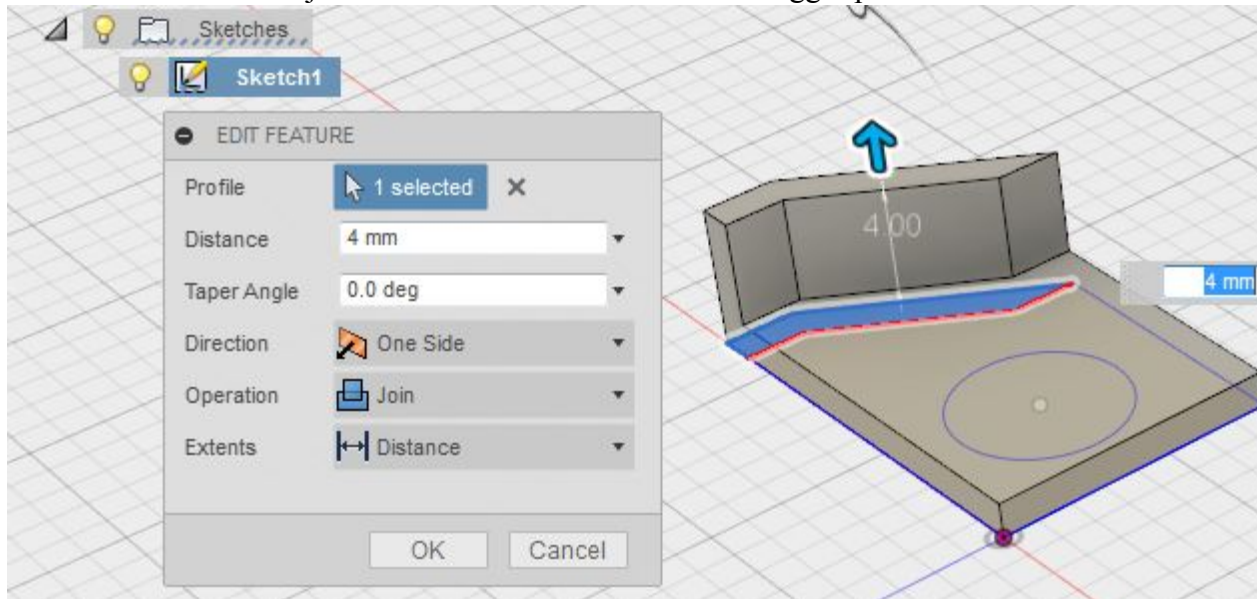 Sketches
Sketch1
EDIT FEATURE
Profile 1 selected
Distance 4 mm
Taper Angle 0.0 deg
Direction One Side
Operation Join
Extents Distance
OK Cancel
4.00
4 mm